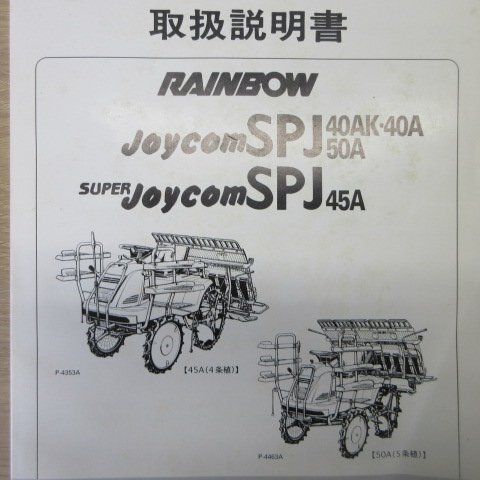 取扱説明書
RAINBOW
Joycom SPJ 40AK·40A
50A
SUPER Joycom SPJ 45A
P-4353A
【45A(4条植)】
P-4463A
【50A(5条植)】